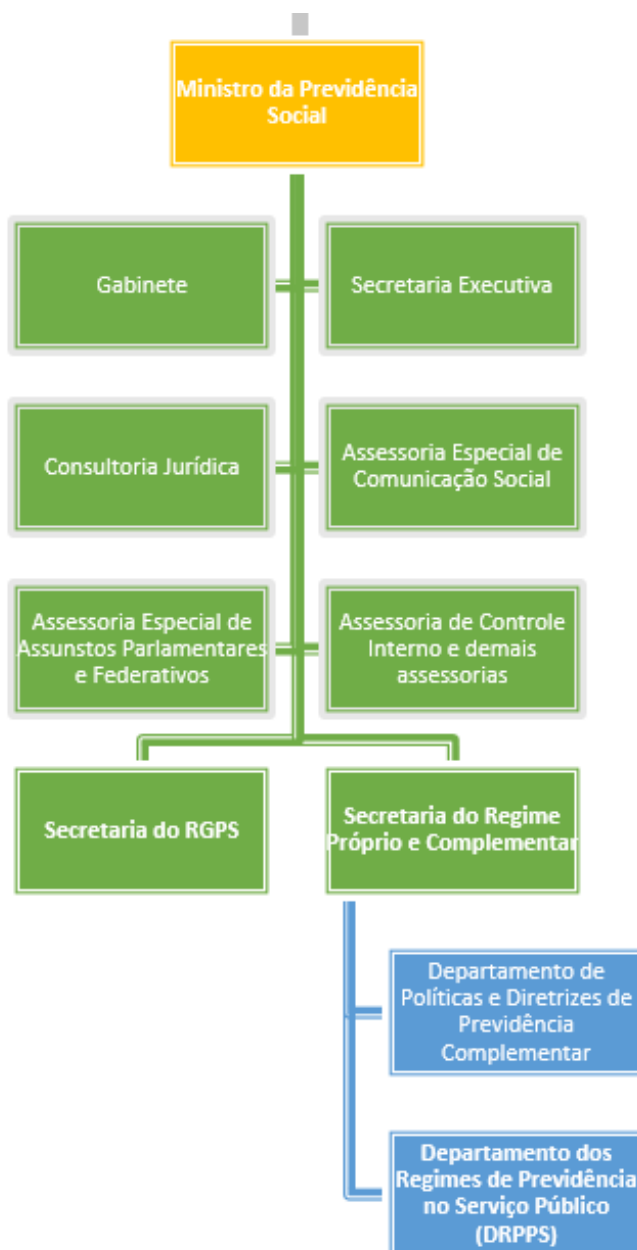 Ministro da Previdência
Social
Gabinete
Secretaria Executiva
Consultoria Jurídica
Assessoria Especial de
Comunicação Social
Assessoria Especial de
Assunstos Parlamentares
e Federativos
Assessoria de Controle
Interno e demais
assessorias
Secretaria do RGPS
Secretaria do Regime
Próprio e Complementar
Departamento de
Políticas e Diretrizes de
Previdência
Complementar
Departamento dos
Regimes de Previdência
no Serviço Público
(DRPPS)